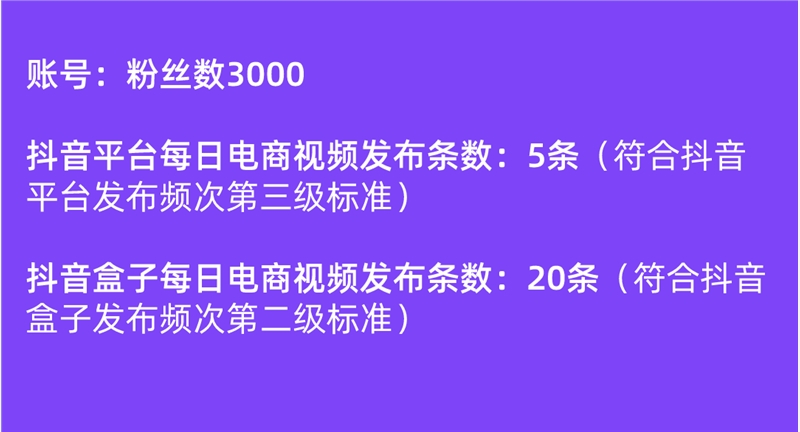 账号：粉丝数3000
抖音平台每日电商视频发布条数：5条（符合抖音
平台发布频次第三级标准）
抖音盒子每日电商视频发布条数：20条（符合抖音
盒子发布频次第二级标准）